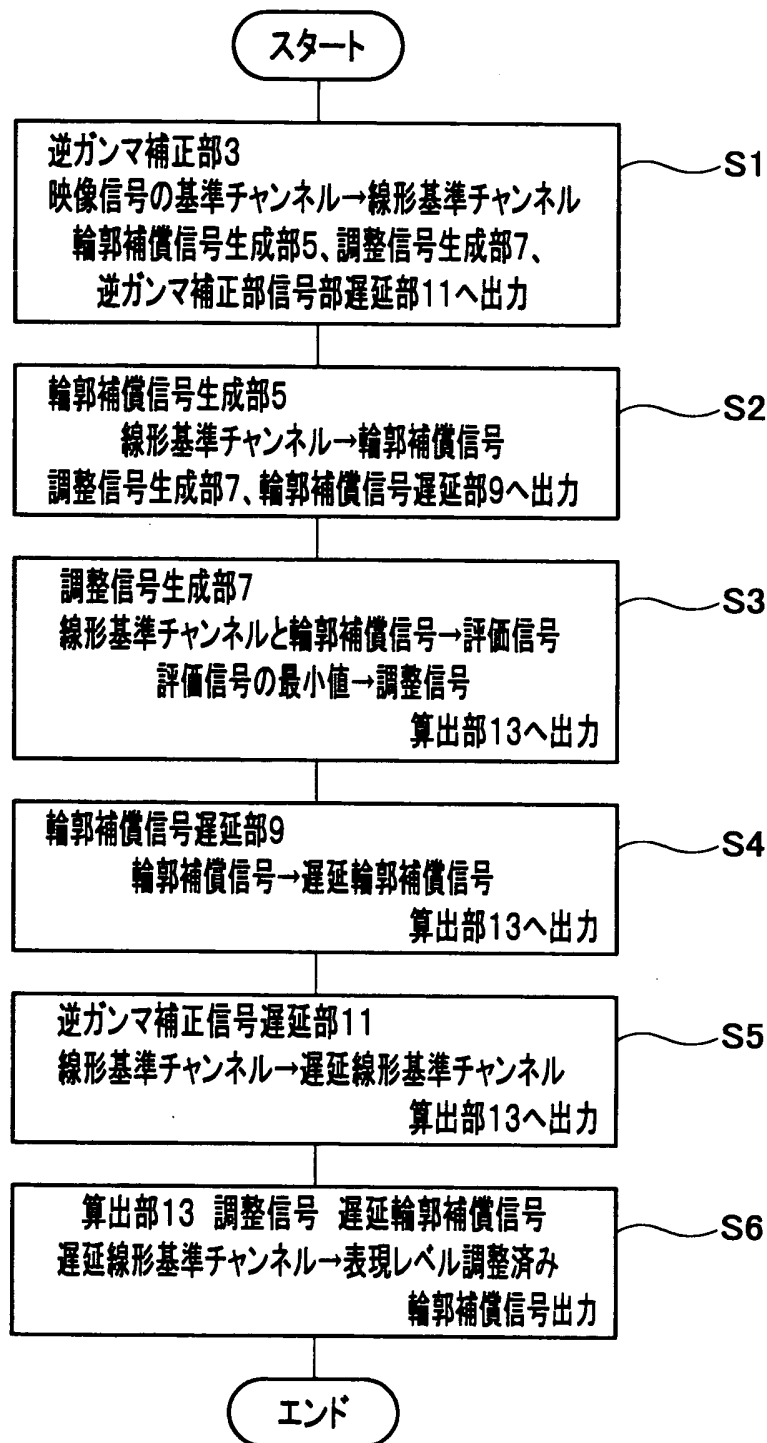 スタート
逆ガンマ補正部3
映像信号の基準チャンネル→線形基準チャンネル
輪郭補償信号生成部5、調整信号生成部7、
逆ガンマ補正部信号部遅延部11へ出力
S1
輪郭補償信号生成部5
線形基準チャンネル→輪郭補償信号
調整信号生成部7、輪郭補償信号遅延部9へ出力
S2
調整信号生成部7
線形基準チャンネルと輪郭補償信号→評価信号
評価信号の最小値→調整信号
算出部13へ出力
S3
輪郭補償信号遅延部9
輪郭補償信号→遅延輪郭補償信号
算出部13へ出力
S4
逆ガンマ補正信号遅延部11
線形基準チャンネル→遅延線形基準チャンネル
算出部13へ出力
S5
算出部13 調整信号 遅延輪郭補償信号
遅延線形基準チャンネル→表現レベル調整済み
輪郭補償信号出力
S6
エンド